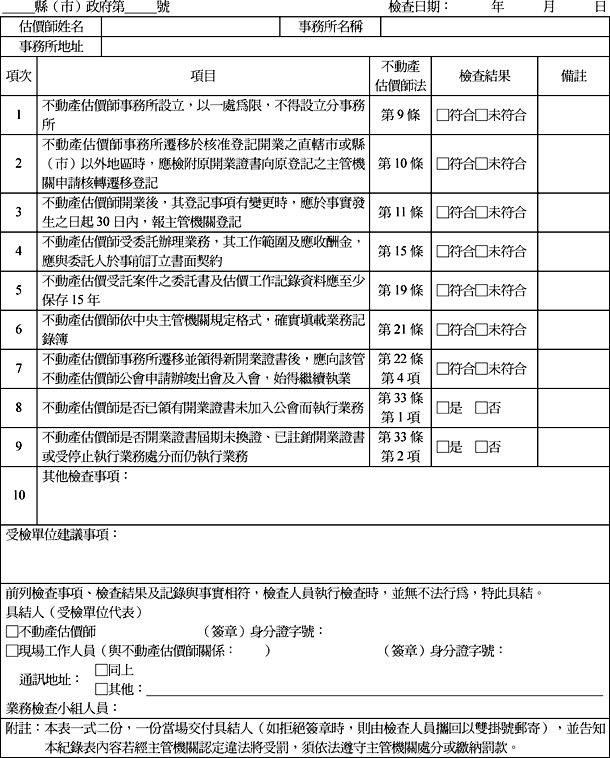 _____縣（市）政府第_____號　檢查日期：　年　月　日
估價師姓名　事務所名稱
事務所地址
項次　項目　不動產估價師法　檢查結果　備註
1　不動產估價師事務所設立，以一處為限，不得設立分事務
所　第 9 條　□符合□未符合
2　不動產估價師事務所遷移於核准登記開業之直轄市或縣
（市）以外地區時，應檢附原開業證書向原登記之主管機
關申請核轉遷移登記　第 10 條　□符合□未符合
3　不動產估價師開業後，其登記事項有變更時，應於事實發
生之日起 30 日內，報主管機關登記　第 11 條　□符合□未符合
4　不動產估價師受委託辦理業務，其工作範圍及應收酬金，
應與委託人於事前訂立書面契約　第 15 條　□符合□未符合
5　不動產估價受託案件之委託書及估價工作記錄資料應至少
保存 15 年　第 19 條　□符合□未符合
6　不動產估價師依中央主管機關規定格式，確實填載業務記
錄簿　第 21 條　□符合□未符合
7　不動產估價師事務所遷移並領得新開業證書後，應向該管
不動產估價師公會申請辦竣出會及入會，始得繼續執業　第 22 條第 4 項　□符合□未符合
8　不動產估價師是否已領有開業證書未加入公會而執行業務　第 33 條第 1 項　□是　□否
9　不動產估價師是否開業證書屆期未換證、已註銷開業證書
或受停止執行業務處分而仍執行業務　第 33 條第 2 項　□是　□否
10　其他檢查事項：
受檢單位建議事項：
前列檢查事項、檢查結果及記錄與事實相符，檢查人員執行檢查時，並無不法行為，特此具結。
具結人（受檢單位代表）
□不動產估價師　（簽章）身分證字號：
□現場工作人員（與不動產估價師關係：　）　（簽章）身分證字號：
通訊地址：□同上
□其他：
業務檢查小組人員：
附註：本表一式二份，一份當場交付具結人（如拒絕簽章時，則由檢查人員攜回以雙掛號郵寄），並告知
本紀錄表內容若經主管機關認定違法將受罰，須依法遵守主管機關處分或繳納罰款。